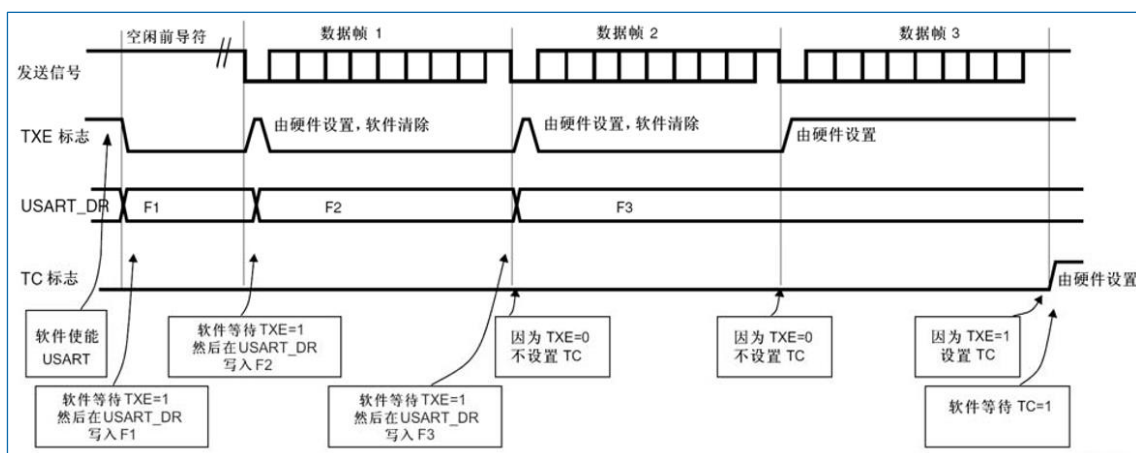 空闲前导符
数据帧 1
数据帧 2
数据帧 3
发送信号
TXE 标志
由硬件设置,软件清除
由硬件设置,软件清除
由硬件设置
USART_DR
F1
F2
F3
TC 标志
由硬件设置
软件使能
USART
软件等待 TXE=1
然后在USART_DR
写入 F2
因为 TXE=0
不设置 TC
因为 TXE=0
不设置 TC
因为 TXE=1
设置 TC
软件等待 TXE=1
然后在USART_DR
写入 F1
软件等待 TXE=1
然后在USART_DR
写入 F3
软件等待 TC=1